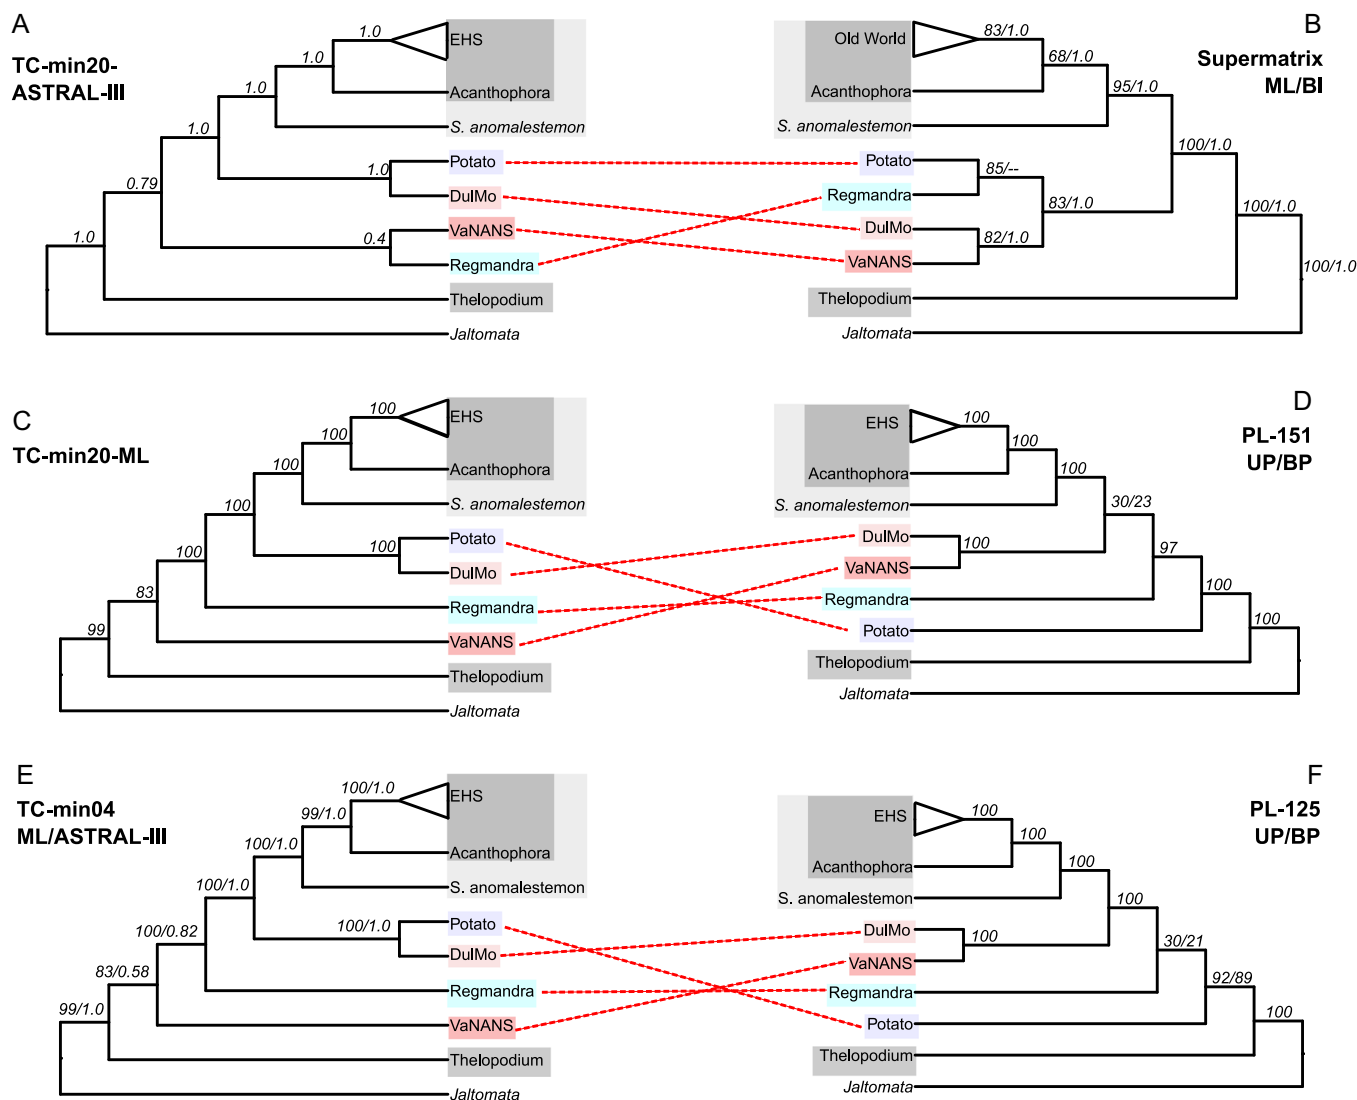 A
TC-min20-
ASTRAL-III
1.0
1.0
1.0
1.0
0.79
1.0
1.0
0.4
EHS
Acanthophora
S. anomalestemon
Potato
DulMo
VaNANS
Regmandra
Thelopodium
Jaltomata
B
Supermatrix
ML/BI
Old World
Acanthophora
S. anomalestemon
Potato
Regmandra
DulMo
VaNANS
Thelopodium
Jaltomata
83/1.0
68/1.0
95/1.0
100/1.0
85/--
83/1.0
82/1.0
100/1.0
100/1.0
C
TC-min20-ML
100
100
100
100
100
100
83
99
EHS
Acanthophora
S. anomalestemon
Potato
DulMo
Regmandra
VaNANS
Thelopodium
Jaltomata
D
PL-151
UP/BP
EHS
Acanthophora
S. anomalestemon
DulMo
VaNANS
Regmandra
Potato
Thelopodium
Jaltomata
100
100
100
30/23
100
97
100
100
E
TC-min04
ML/ASTRAL-III
100/1.0
99/1.0
100/1.0
100/1.0
100/1.0
100/0.82
83/0.58
99/1.0
EHS
Acanthophora
S. anomalestemon
Potato
DulMo
Regmandra
VaNANS
Thelopodium
Jaltomata
F
PL-125
UP/BP
EHS
Acanthophora
S. anomalestemon
DulMo
VaNANS
Regmandra
Potato
Thelopodium
Jaltomata
100
100
100
100
100
30/21
92/89
100